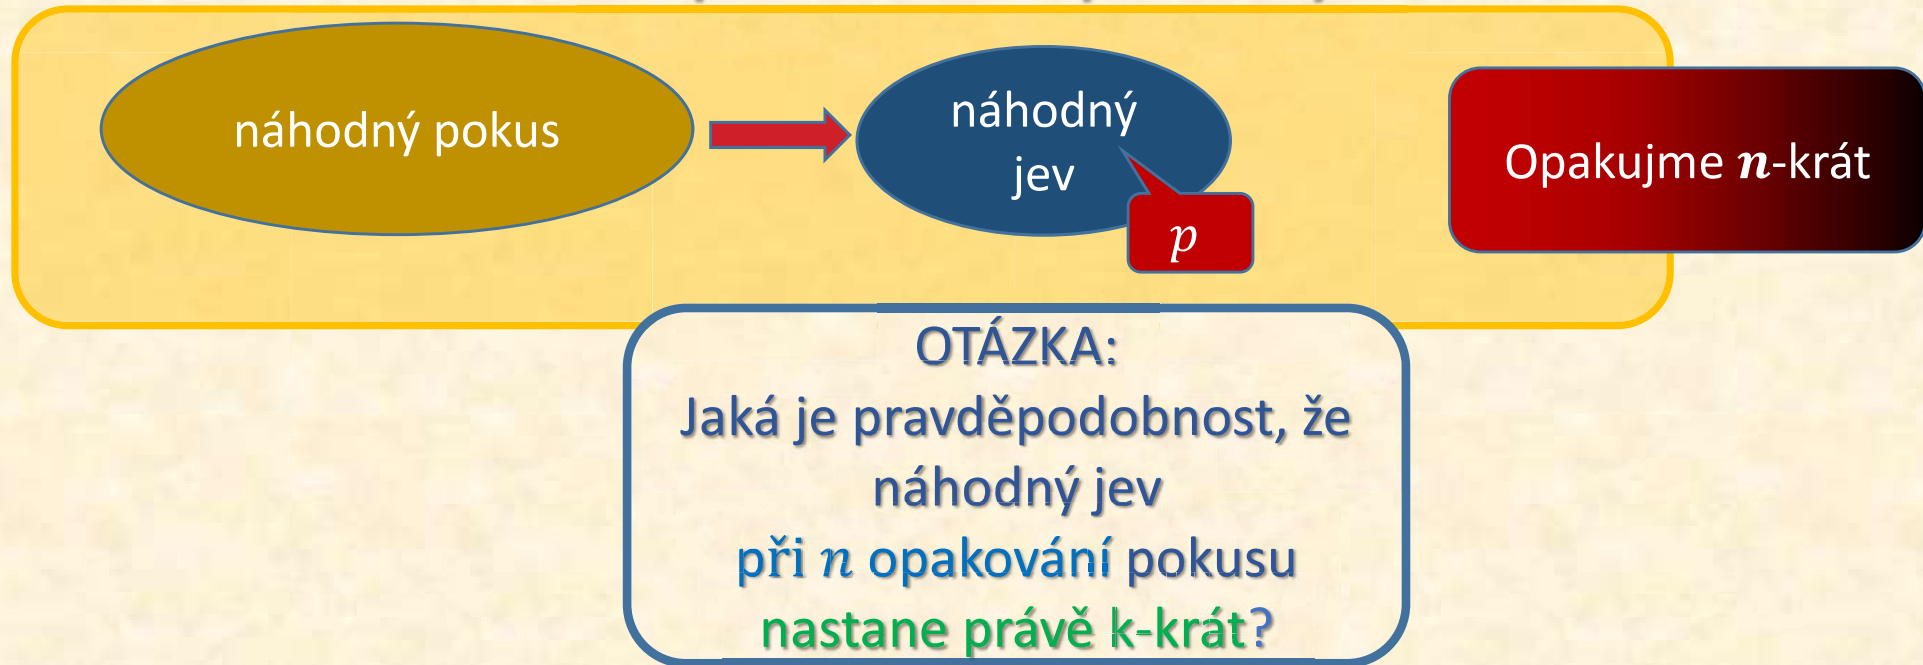 náhodný pokus
náhodný
jev
p
Opakujme n-krát
OTÁZKA:
Jaká je pravděpodobnost, že
náhodný jev
při n opakování pokusu
nastane právě k-krát?